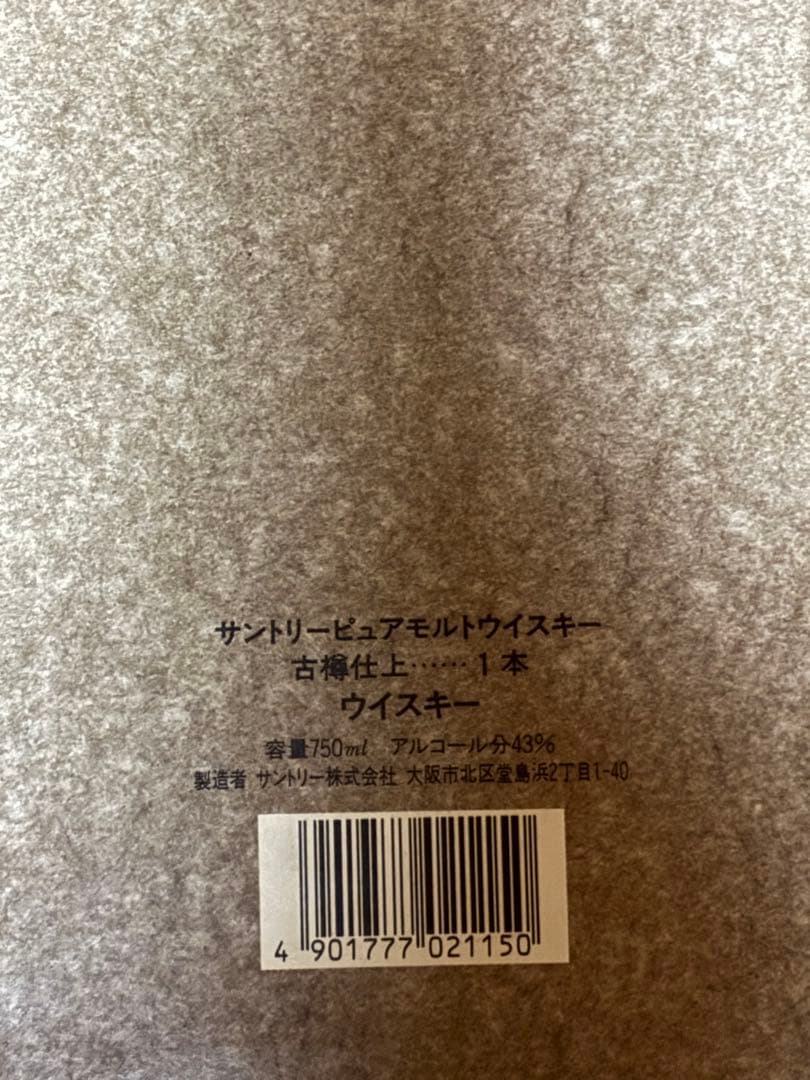 サントリーピュアモルトウイスキー
古樽仕上……1本
ウイスキー
容量750ml アルコール分43%
製造者 サントリー株式会社 大阪市北区堂島浜2丁目1-40
4 901777 021150